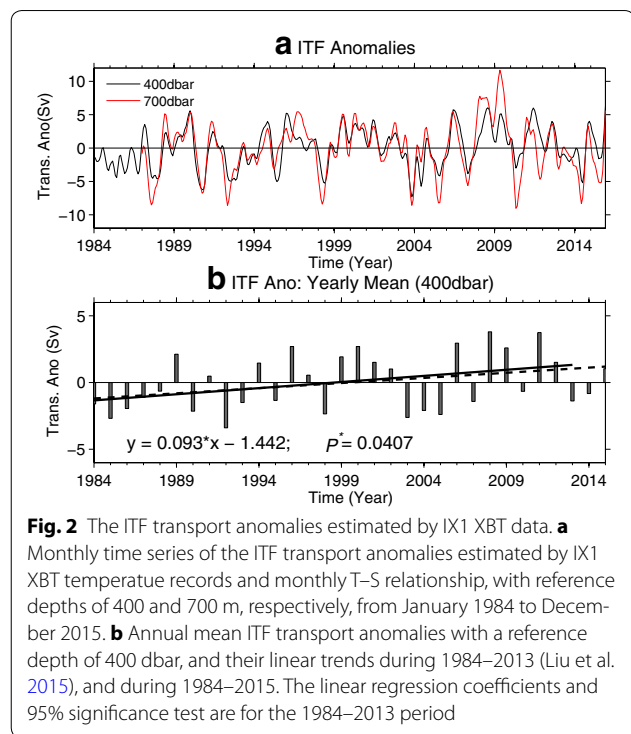 a ITF Anomalies
10
5
0
−5
−10
Trans. Ano(Sv)
400dbar
700dbar
1984 1989 1994 1999 2004 2009 2014
Time (Year)
b ITF Ano: Yearly Mean (400dbar)
5
0
−5
Trans. Ano (Sv)
y = 0.093*x − 1.442; P*= 0.0407
1984 1989 1994 1999 2004 2009 2014
Time (Year)
Fig. 2 The ITF transport anomalies estimated by IX1 XBT data. a
Monthly time series of the ITF transport anomalies estimated by IX1
XBT temperatue records and monthly T–S relationship, with reference
depths of 400 and 700 m, respectively, from January 1984 to Decem-
ber 2015. b Annual mean ITF transport anomalies with a reference
depth of 400 dbar, and their linear trends during 1984–2013 (Liu et al.
2015), and during 1984–2015. The linear regression coefficients and
95% significance test are for the 1984–2013 period